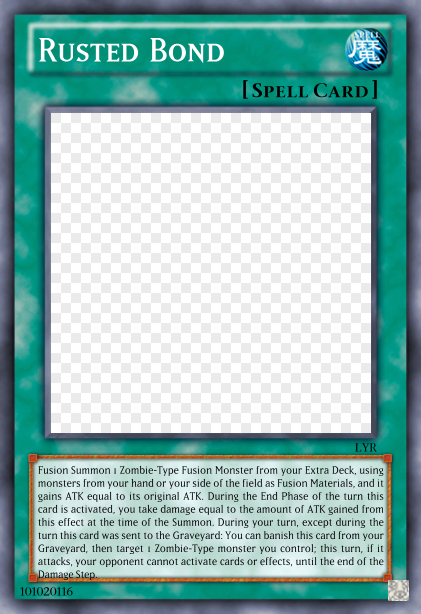 Rusted Bond
SPELL
魔
[Spell Card]
LYR
Fusion Summon 1 Zombie-Type Fusion Monster from your Extra Deck, using
monsters from your hand or your side of the field as Fusion Materials, and it
gains ATK equal to its original ATK. During the End Phase of the turn this
card is activated, you take damage equal to the amount of ATK gained from
this effect at the time of the Summon. During your turn, except during the
turn this card was sent to the Graveyard: You can banish this card from your
Graveyard, then target 1 Zombie-Type monster you control; this turn, if it
attacks, your opponent cannot activate cards or effects, until the end of the
Damage Step.
101020116